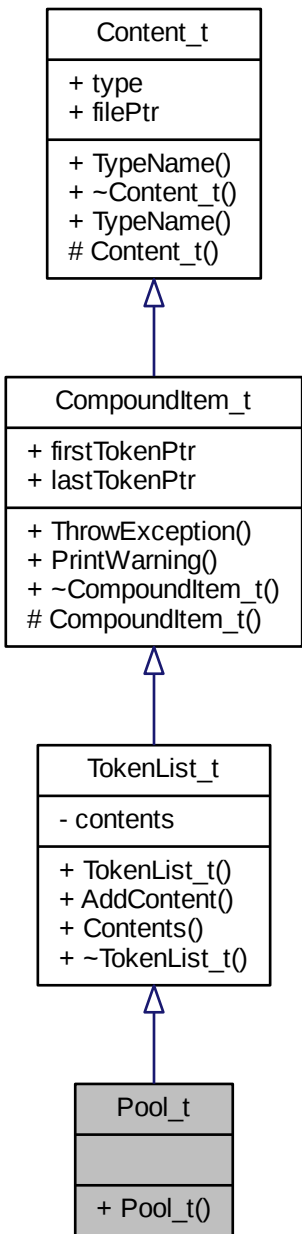 Content_t
+ type
+ filePtr
+ TypeName()
+ ~Content_t()
+ TypeName()
# Content_t()
CompoundItem_t
+ firstTokenPtr
+ lastTokenPtr
+ ThrowException()
+ PrintWarning()
+ ~CompoundItem_t()
# CompoundItem_t()
TokenList_t
- contents
+ TokenList_t()
+ AddContent()
+ Contents()
+ ~TokenList_t()
Pool_t
+ Pool_t()